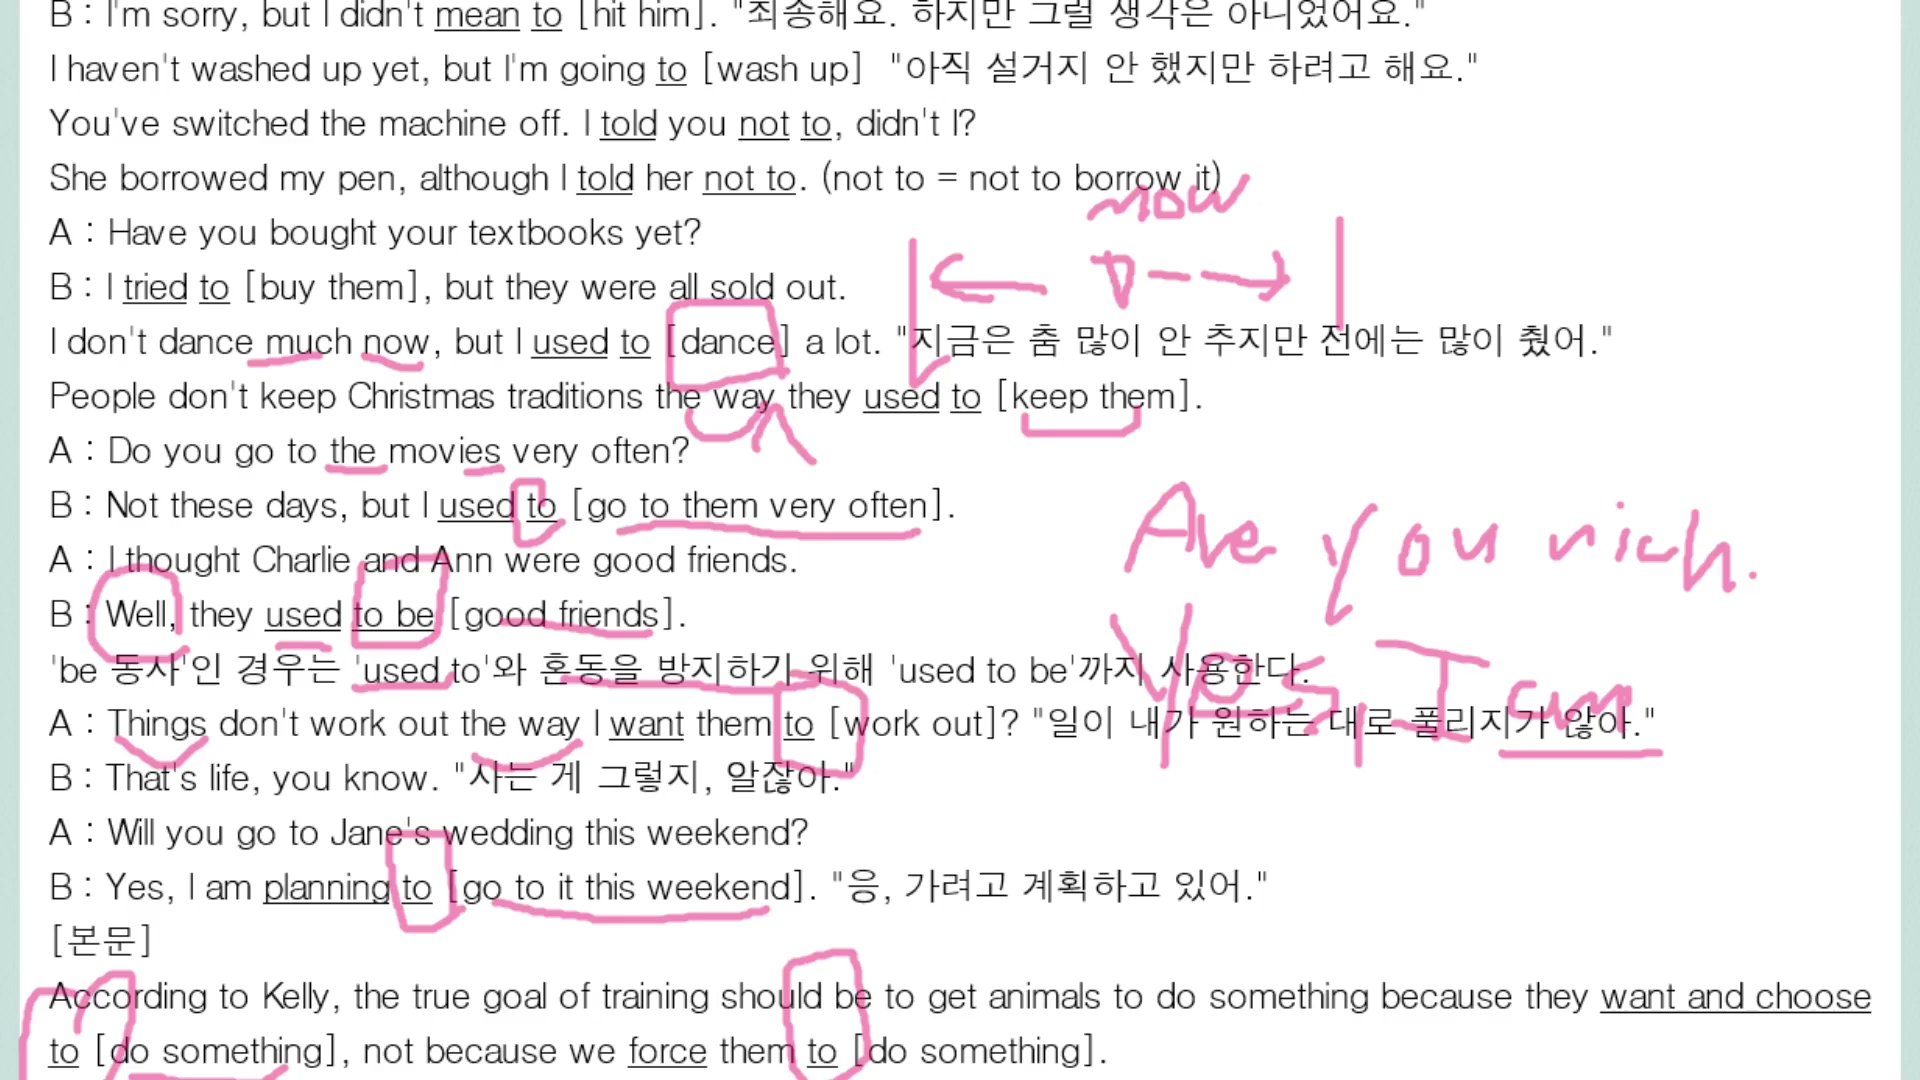 B : I'm sorry, but I didn't mean to [hit him]. "죄송해요. 하지만 그럴 생각은 아니었어요."
I haven't washed up yet, but I'm going to [wash up] "아직 설거지 안 했지만 하려고 해요."
You've switched the machine off. I told you not to, didn't I?
She borrowed my pen, although I told her not to. (not to = not to borrow it)
now
A : Have you bought your textbooks yet?
B : I tried to [buy them], but they were all sold out.
I don't dance much now, but I used to [dance] a lot. "지금은 춤 많이 안 추지만 전에는 많이 췄어."
People don't keep Christmas traditions the way they used to [keep them].
A : Do you go to the movies very often?
B : Not these days, but I used to [go to them very often].
Are you rich.
A : I thought Charlie and Ann were good friends.
B : Well, they used to be [good friends].
'be 동사'인 경우는 'used to'와 혼동을 방지하기 위해 'used to be'까지 사용한다.
Yes, I am
A : Things don't work out the way I want them to [work out]? "일이 내가 원하는 대로 풀리지가 않아."
B : That's life, you know. "사는 게 그렇지, 알잖아."
A : Will you go to Jane's wedding this weekend?
B : Yes, I am planning to [go to it this weekend]. "응, 가려고 계획하고 있어."
[본문]
According to Kelly, the true goal of training should be to get animals to do something because they want and choose
to [do something], not because we force them to [do something].